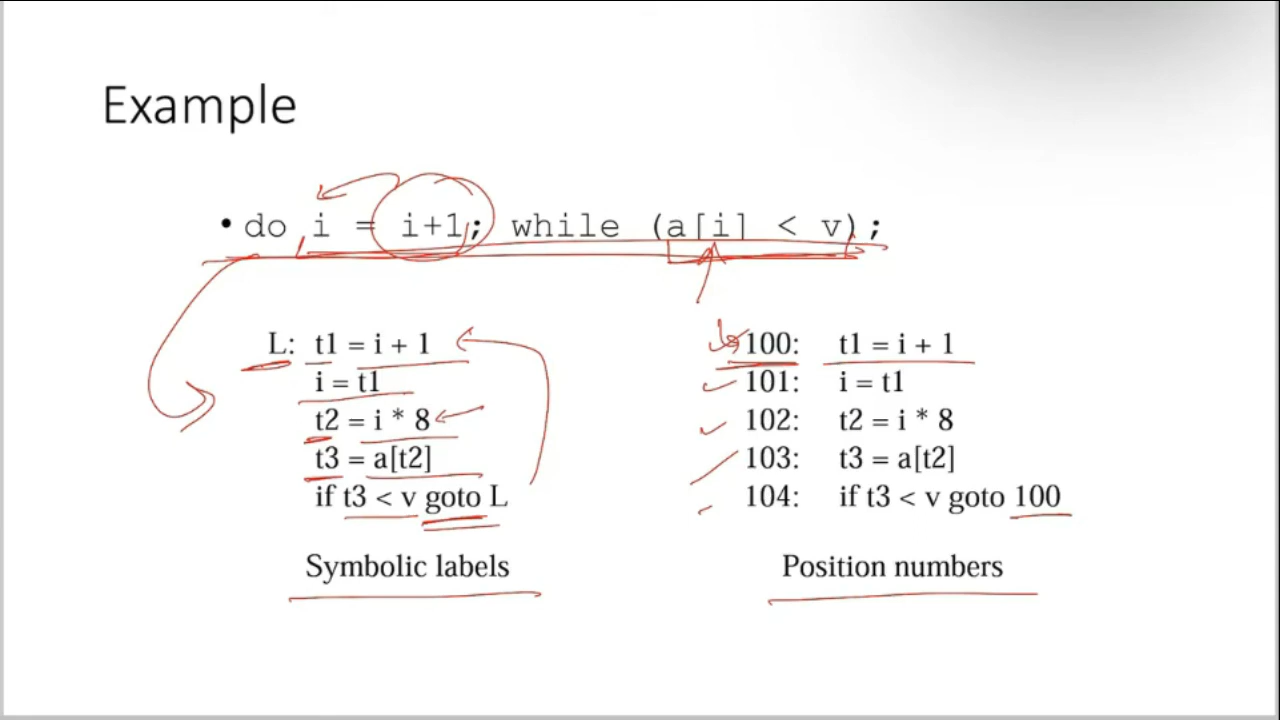 Example
• do i = i+1; while (a[i] < v);
L: t1 = i + 1
i = t1
t2 = i * 8
t3 = a[t2]
if t3 < v goto L
Symbolic labels
100: t1 = i + 1
101: i = t1
102: t2 = i * 8
103: t3 = a[t2]
104: if t3 < v goto 100
Position numbers